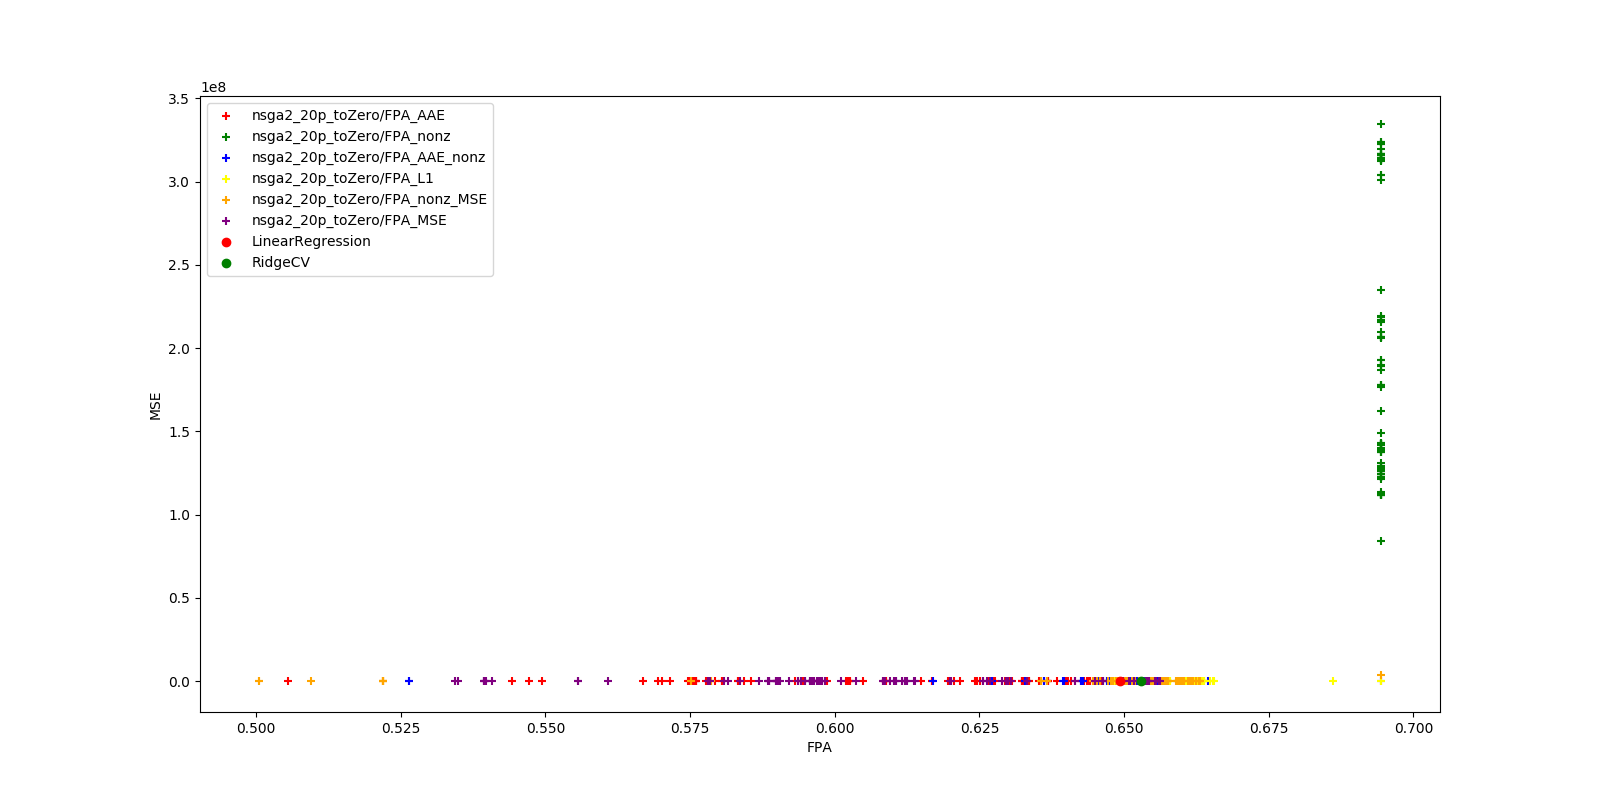 1e8
3.5
3.0
2.5
2.0
1.5
1.0
0.5
0.0
MSE
nsga2_20p_toZero/FPA_AAE
nsga2_20p_toZero/FPA_nonz
nsga2_20p_toZero/FPA_AAE_nonz
nsga2_20p_toZero/FPA_L1
nsga2_20p_toZero/FPA_nonz_MSE
nsga2_20p_toZero/FPA_MSE
LinearRegression
RidgeCV
0.500 0.525 0.550 0.575 0.600 0.625 0.650 0.675 0.700
FPA